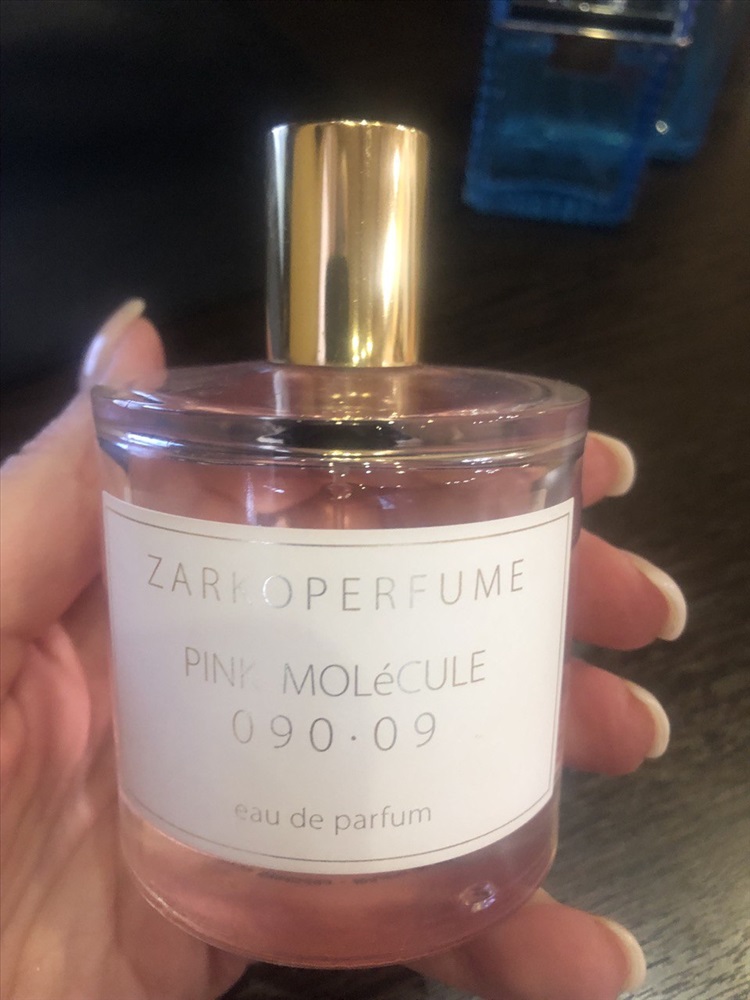 ZARKOPERFUME
PINK MOLéCULE
090·09
eau de parfum